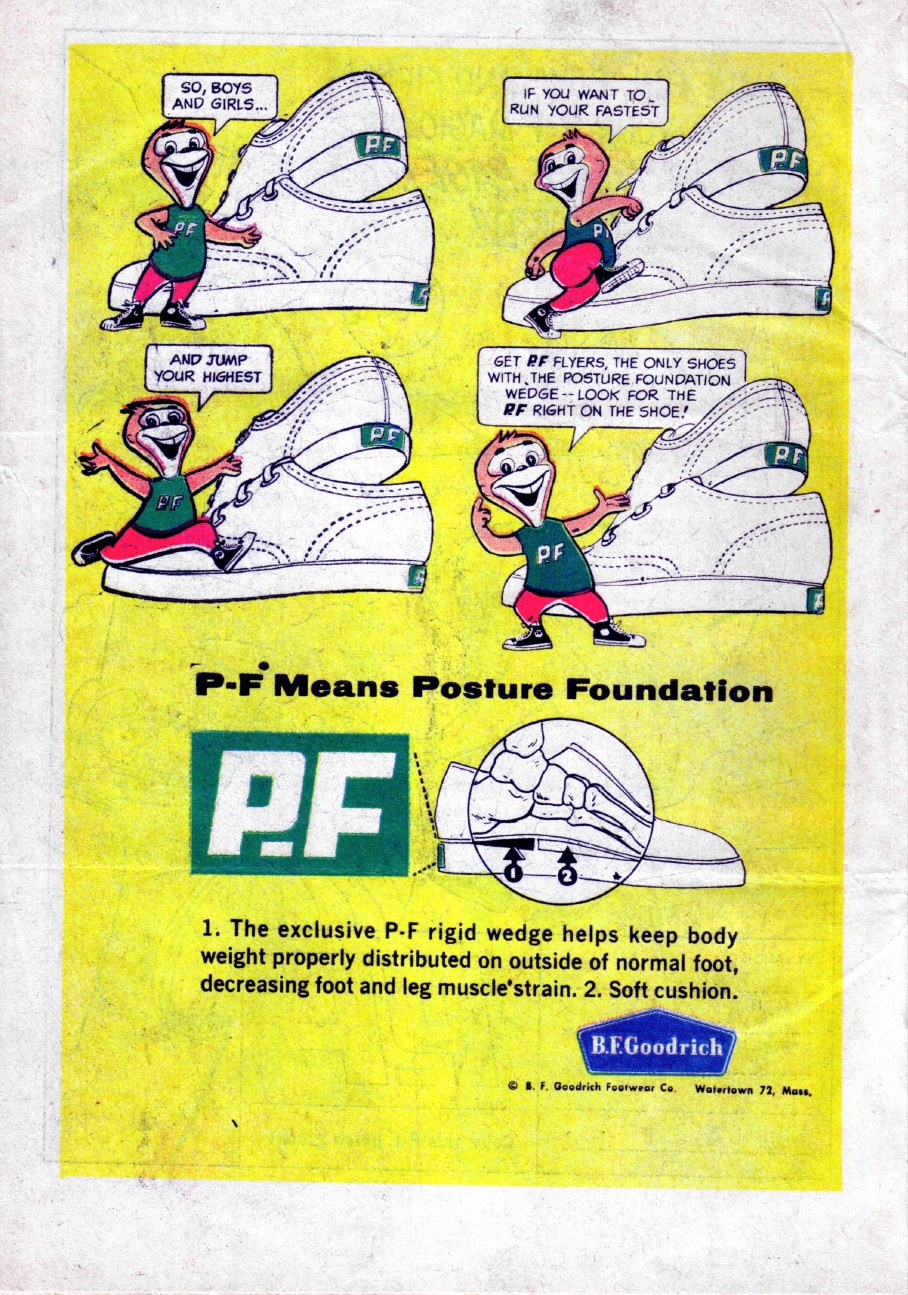 SO, BOYS
AND GIRLS...
P.F
P.F
IF YOU WANT TO
RUN YOUR FASTEST
P.F
P
AND JUMP
YOUR HIGHEST
P.F
P.F
GET P.F FLYERS, THE ONLY SHOES
WITH THE POSTURE FOUNDATION
WEDGE--LOOK FOR THE
P.F RIGHT ON THE SHOE!
P.F
P.F
P-F Means Posture Foundation
P.F
1 2
1. The exclusive P-F rigid wedge helps keep body
weight properly distributed on outside of normal foot,
decreasing foot and leg muscle strain. 2. Soft cushion.
B.F.Goodrich
© B. F. Goodrich Footwear Co. Watertown 72, Mass.